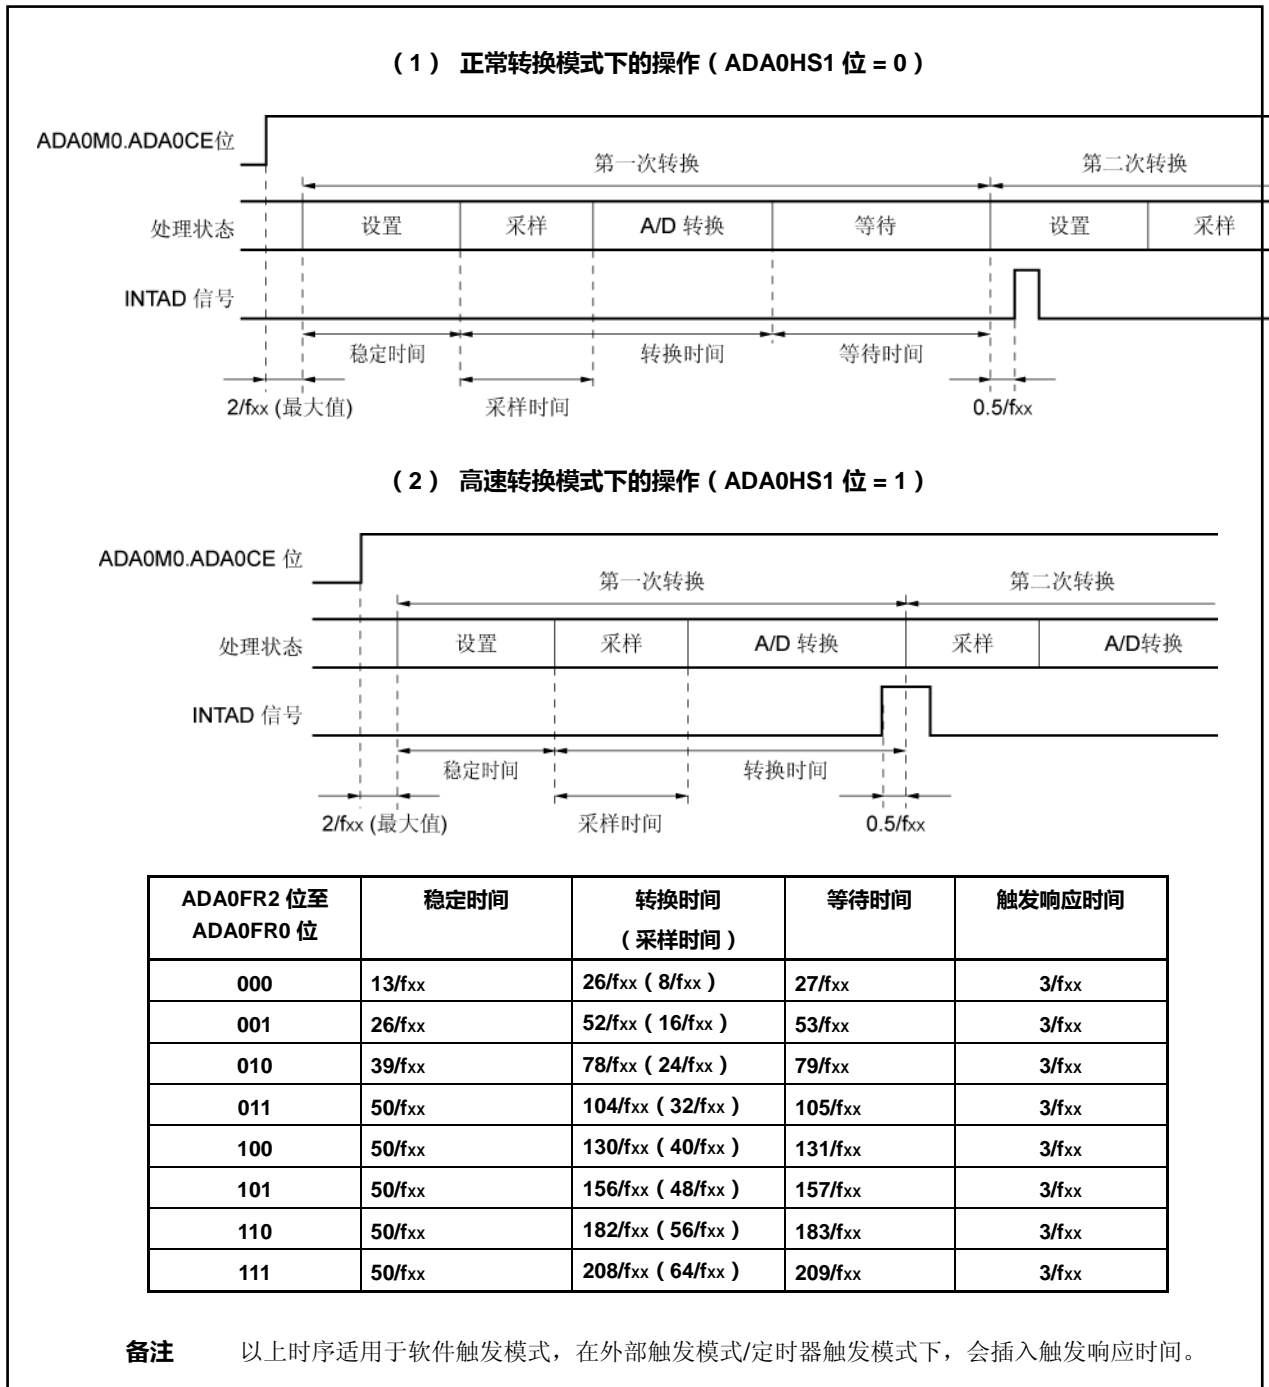 （1） 正常转换模式下的操作（ADA0HS1 位 = 0）
ADA0M0.ADA0CE位
第一次转换
第二次转换
处理状态
设置
采样
A/D 转换
等待
设置
采样
INTAD 信号
稳定时间
转换时间
等待时间
2/fxx (最大值)
采样时间
0.5/fxx
（2） 高速转换模式下的操作（ADA0HS1 位 = 1）
ADA0M0.ADA0CE 位
第一次转换
第二次转换
处理状态
设置
采样
A/D 转换
采样
A/D转换
INTAD 信号
稳定时间
转换时间
2/fxx (最大值)
采样时间
0.5/fxx
ADA0FR2 位至 ADA0FR0 位 稳定时间 转换时间（采样时间） 等待时间 触发响应时间
000 13/fxx 26/fxx（8/fxx） 27/fxx 3/fxx
001 26/fxx 52/fxx（16/fxx） 53/fxx 3/fxx
010 39/fxx 78/fxx（24/fxx） 79/fxx 3/fxx
011 50/fxx 104/fxx（32/fxx） 105/fxx 3/fxx
100 50/fxx 130/fxx（40/fxx） 131/fxx 3/fxx
101 50/fxx 156/fxx（48/fxx） 157/fxx 3/fxx
110 50/fxx 182/fxx（56/fxx） 183/fxx 3/fxx
111 50/fxx 208/fxx（64/fxx） 209/fxx 3/fxx
备注 以上时序适用于软件触发模式，在外部触发模式/定时器触发模式下，会插入触发响应时间。